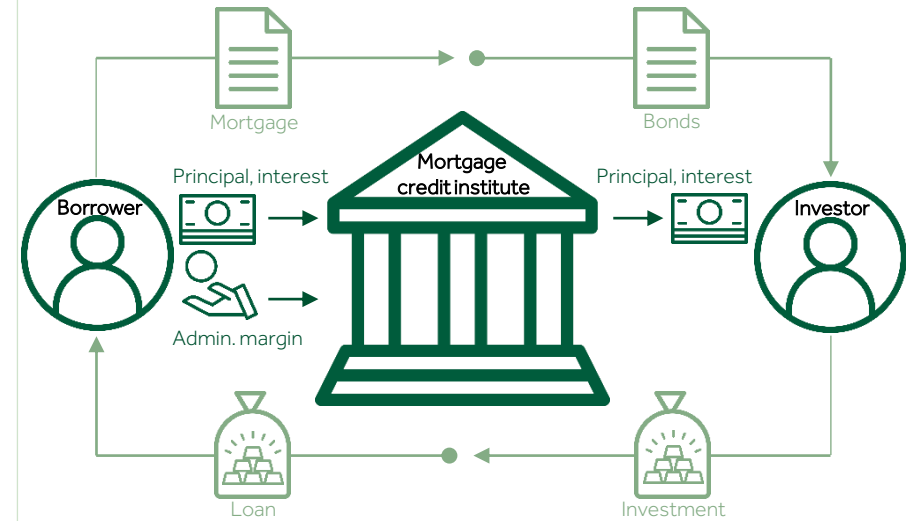 Mortgage
Bonds
Mortgage
credit institute
Principal, interest
Principal, interest
Borrower
Investor
Admin. margin
Loan
Investment